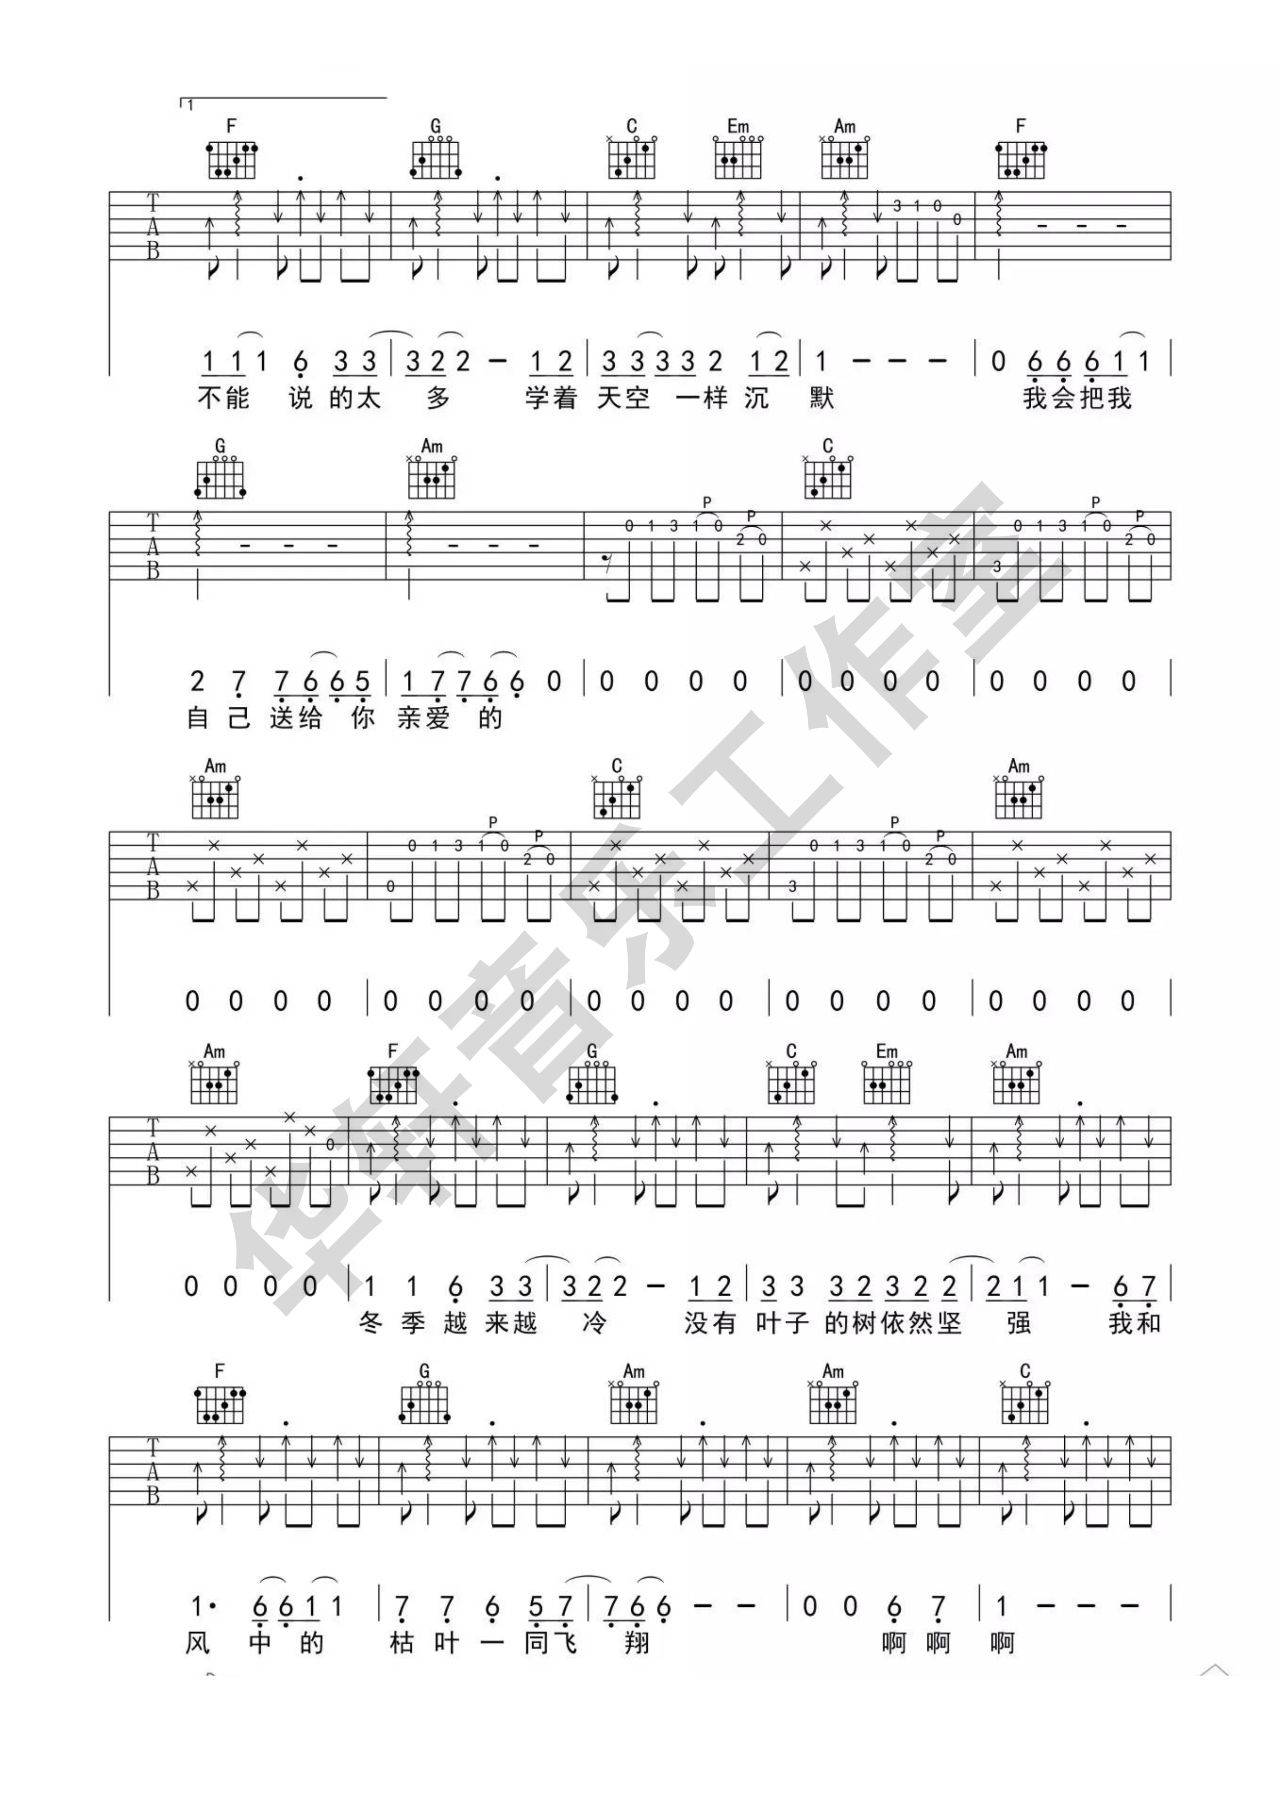 1
F G C Em Am F
T A B 3 1 0 0 - - -
1 1 1 6 3 3 | 3 2 2 - 1 2 | 3 3 3 3 2 1 2 | 1 - - - | 0 6 6 6 1 1 |
不能 说 的太 多 学着 天空 一样 沉 默 我会把我
G Am C
P P P P
T A B - - - - - - 0 1 3 1 0 2 0 3 0 1 3 1 0 2 0
2 7 7 6 6 5 | 1 7 7 6 6 0 | 0 0 0 0 | 0 0 0 0 | 0 0 0 0 |
自 己 送给 你 亲爱 的
Am C Am
P P P P
T A B 0 0 1 3 1 0 2 0 3 0 1 3 1 0 2 0
0 0 0 0 | 0 0 0 0 | 0 0 0 0 | 0 0 0 0 | 0 0 0 0 |
Am F G C Em Am
T A B 0
0 0 0 0 | 1 1 6 3 3 | 3 2 2 - 1 2 | 3 3 3 2 3 2 2 | 2 1 1 - 6 7 |
冬 季 越 来越 冷 没有 叶子 的树依然坚 强 我和
F G Am Am C
T A B
1· 6 6 1 1 | 7 7 6 5 7 | 7 6 6 - - | 0 0 6 7 | 1 - - - |
风 中 的 枯 叶 一 同飞 翔 啊 啊 啊
华轩音乐工作室